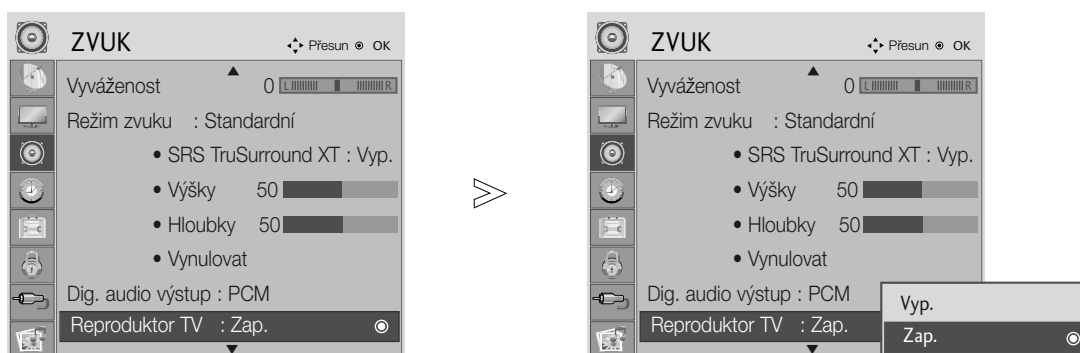 ZVUK Přesun OK
Vyváženost 0 L R
Režim zvuku : Standardní
• SRS TruSurround XT : Vyp.
• Výšky 50
• Hloubky 50
• Vynulovat
Dig. audio výstup : PCM
Reproduktor TV : Zap.
ZVUK Přesun OK
Vyváženost 0 L R
Režim zvuku : Standardní
• SRS TruSurround XT : Vyp.
• Výšky 50
• Hloubky 50
• Vynulovat
Dig. audio výstup : PCM
Reproduktor TV : Zap.
Vyp.
Zap.